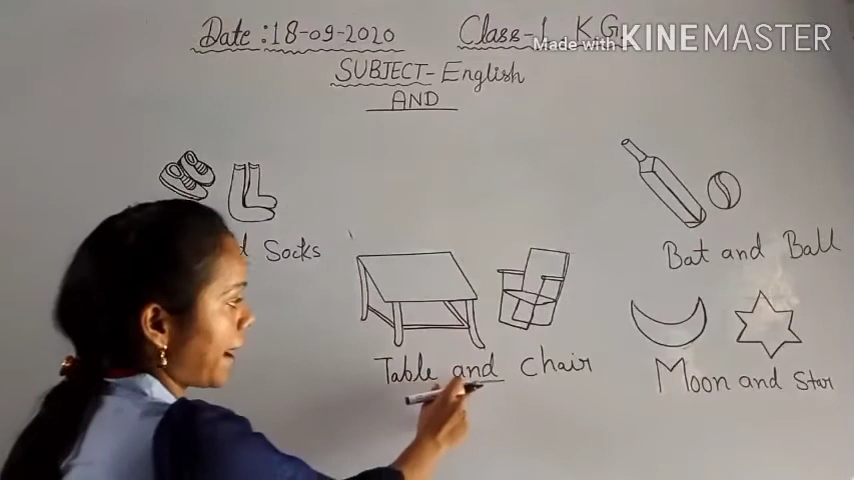 Date :18-09-2020 Class-L.K.G
Made with KINEMASTER
SUBJECT- English
AND
Socks
Bat and Ball
Table and Chair
Moon and Star